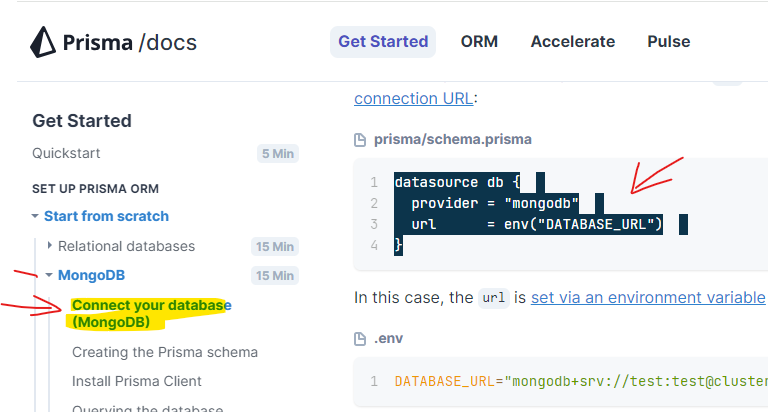 Prisma /docs
Get Started
ORM
Accelerate
Pulse
Get Started
Quickstart
5 Min
SET UP PRISMA ORM
Start from scratch
Relational databases
15 Min
MongoDB
15 Min
Connect your database
(MongoDB)
Creating the Prisma schema
Install Prisma Client
Querying the database
connection URL:
prisma/schema.prisma
1 datasource db {
2   provider = "mongodb"
3   url      = env("DATABASE_URL")
4 }
In this case, the url is set via an environment variable
.env
1 DATABASE_URL="mongodb+srv://test:test@cluster